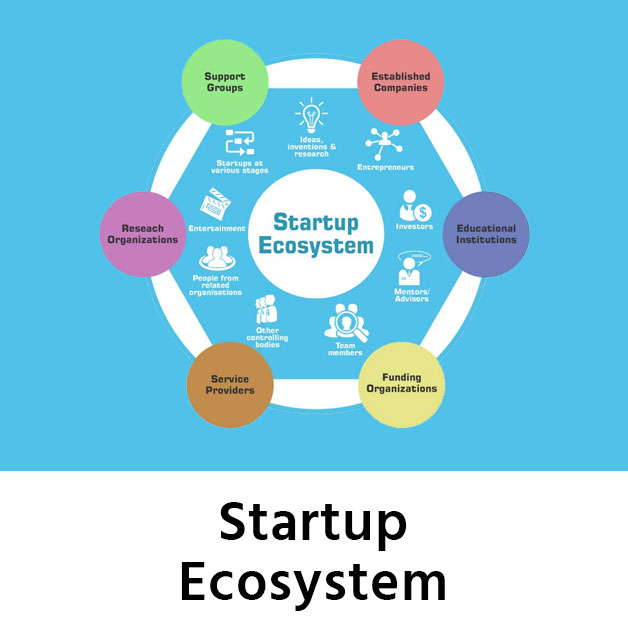 Support
Groups
Established
Companies
Ideas,
inventions &
research
Startups at
various stages
Entrepreneurs
Entertainment
Investors
Startup
Ecosystem
Reseach
Organizations
Educational
Institutions
People from
related
organisations
Mentors/
Advisors
Other
controlling
bodies
Team
members
$
Service
Providers
Funding
Organizations
Startup
Ecosystem